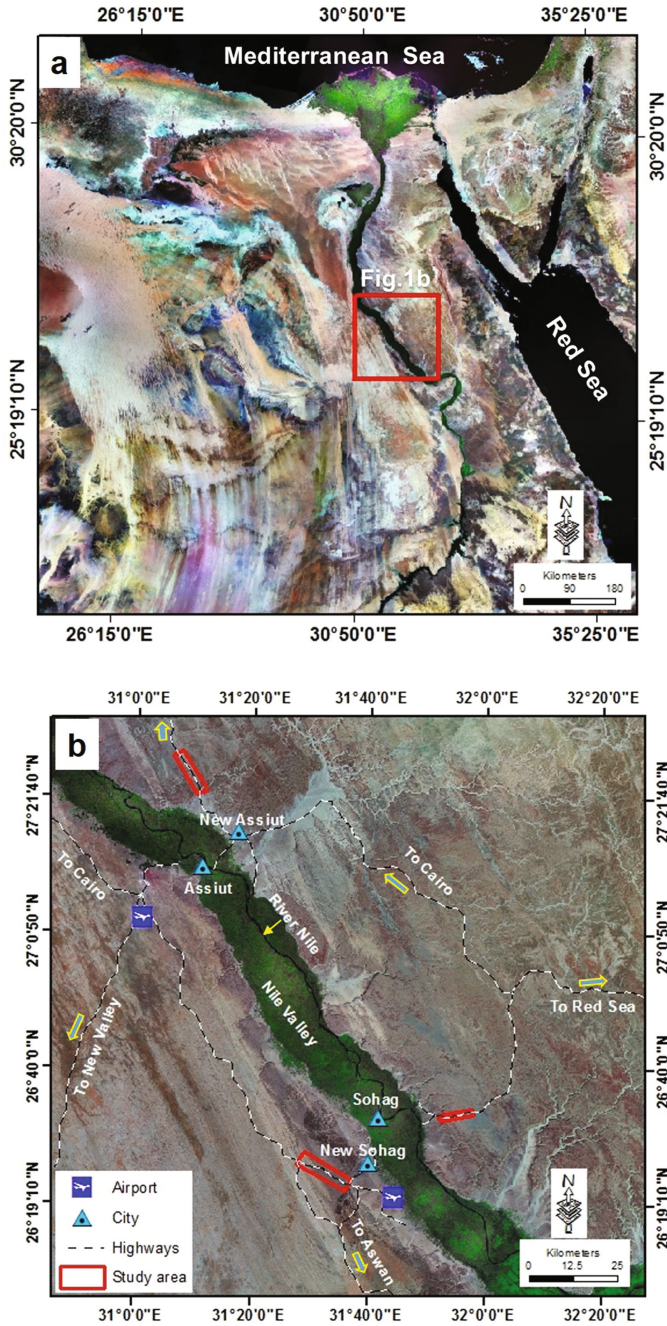 26°15'0"E
30°50'0"E
35°25'0"E
a
Mediterranean Sea
30°20'0"N
30°20'0"N
Fig.1b
Red Sea
25°19'10"N
25°19'10"N
N
Kilometers
0 90 180
26°15'0"E
30°50'0"E
35°25'0"E
31°0'0"E
31°20'0"E
31°40'0"E
32°0'0"E
32°20'0"E
b
27°21'40"N
27°21'40"N
New Assiut
To Cairo
To Cairo
Assiut
River Nile
27°0'50"N
27°0'50"N
To Red Sea
Nile Valley
To New Valley
26°40'0"N
26°40'0"N
Sohag
New Sohag
Airport
City
Highways
Study area
26°19'10"N
26°19'10"N
To Aswan
N
Kilometers
0 12.5 25
31°0'0"E
31°20'0"E
31°40'0"E
32°0'0"E
32°20'0"E